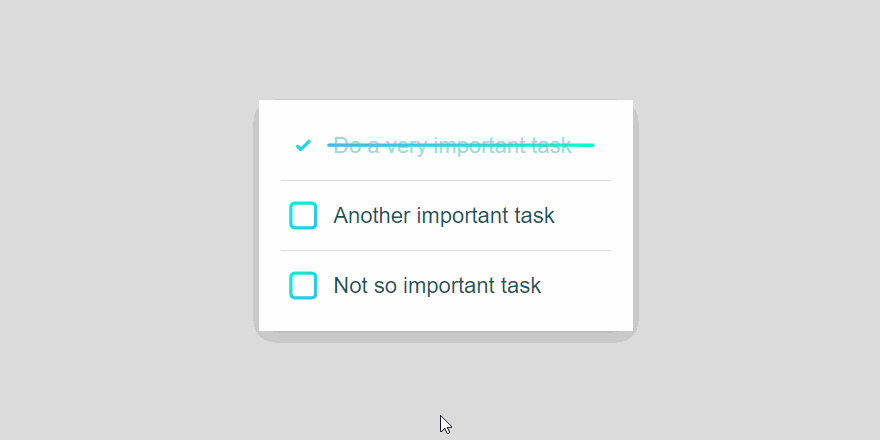 Do a very important task
Another important task
Not so important task